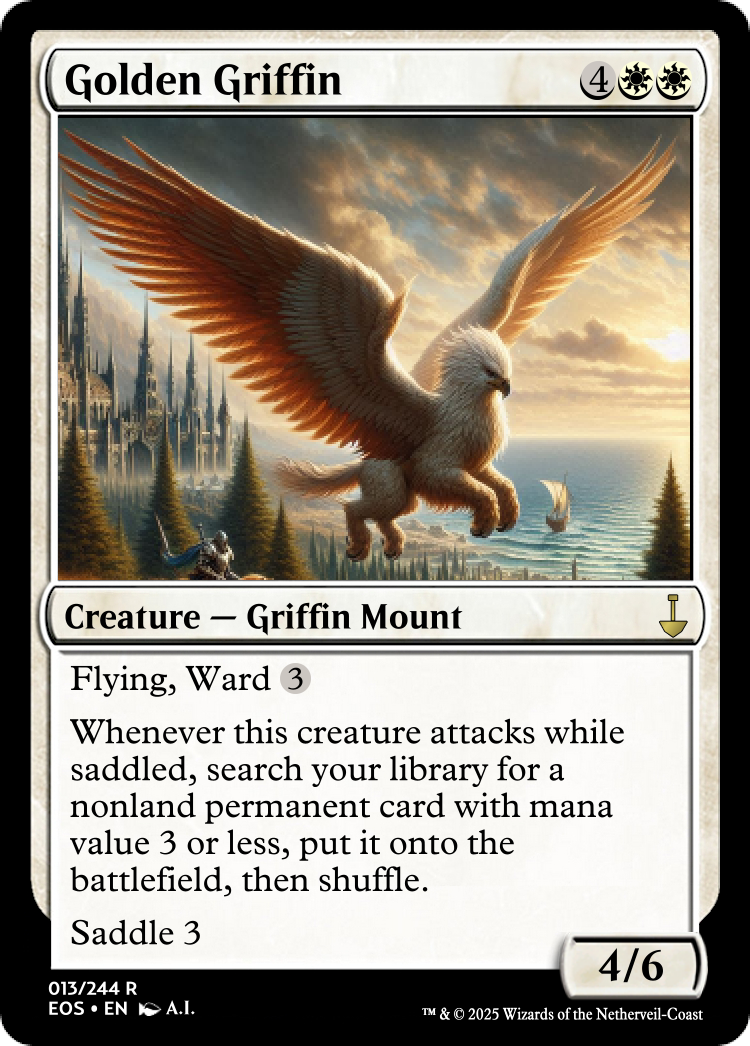 Golden Griffin 4
Creature — Griffin Mount
Flying, Ward 3
Whenever this creature attacks while
saddled, search your library for a
nonland permanent card with mana
value 3 or less, put it onto the
battlefield, then shuffle.
Saddle 3
4/6
013/244 R
EOS • EN A.I.
™ & © 2025 Wizards of the Netherveil-Coast